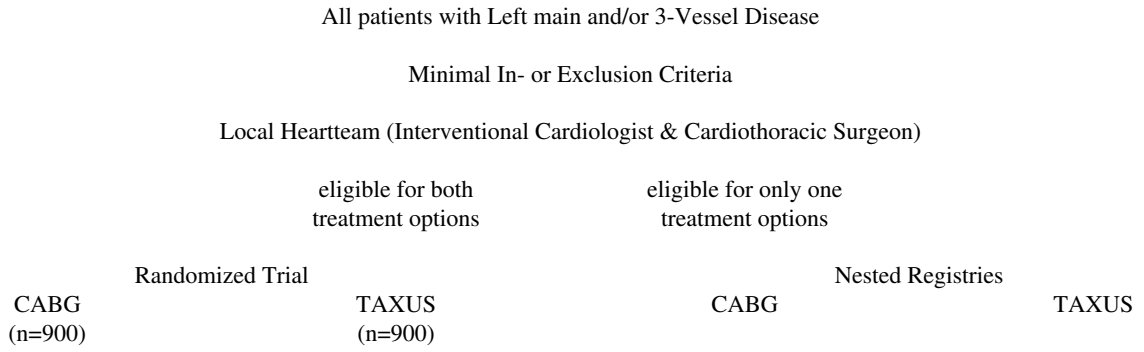 All patients with Left main and/or 3-Vessel Disease
Minimal In- or Exclusion Criteria
Local Heartteam (Interventional Cardiologist & Cardiothoracic Surgeon)
eligible for both eligible for only one
treatment options treatment options
Randomized Trial Nested Registries
CABG TAXUS CABG TAXUS
(n=900) (n=900)